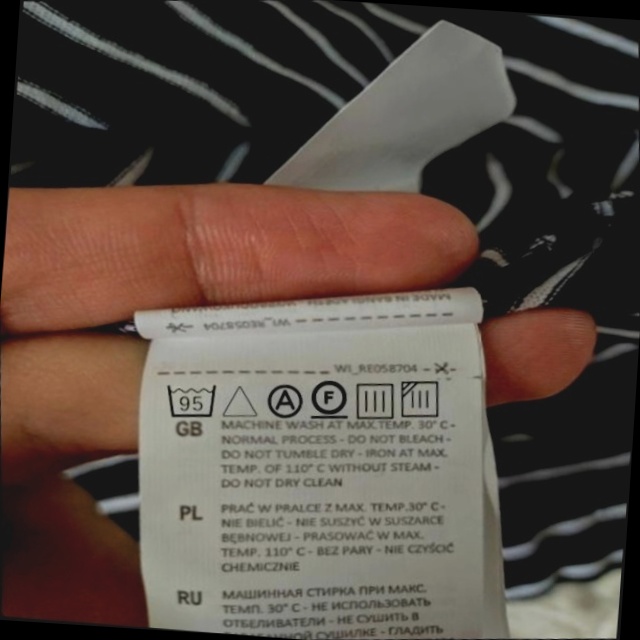 WI_RE058704
WI_RE058704
95 A F
GB MACHINE WASH AT MAX.TEMP. 30° C -
NORMAL PROCESS - DO NOT BLEACH -
DO NOT TUMBLE DRY - IRON AT MAX.
TEMP. OF 110° C WITHOUT STEAM -
DO NOT DRY CLEAN
PL PRAĆ W PRALCE Z MAX. TEMP.30° C -
NIE BIELIĆ - NIE SUSZYĆ W SUSZARCE
BĘBNOWEJ - PRASOWAĆ W MAX.
TEMP. 110° C - BEZ PARY - NIE CZYŚCIĆ
CHEMICZNIE
RU МАШИННАЯ СТИРКА ПРИ МАКС.
ТЕМП. 30° C - НЕ ИСПОЛЬЗОВАТЬ
ОТБЕЛИВАТЕЛИ - НЕ СУШИТЬ В
СУШИЛКЕ - ГЛАДИТЬ